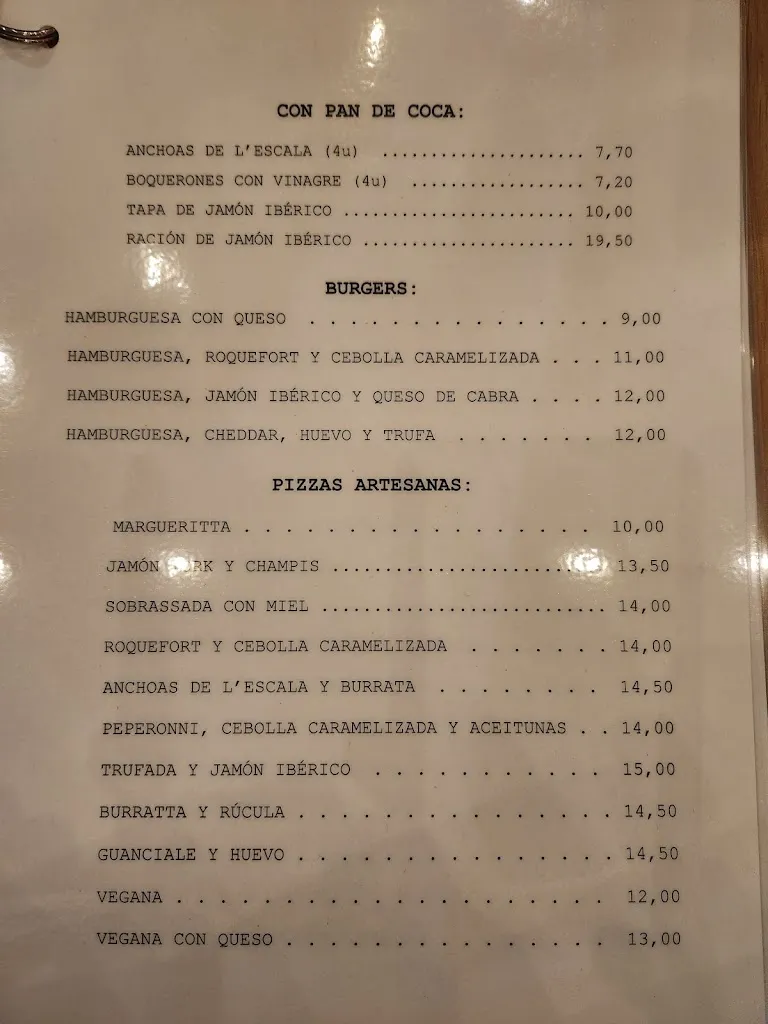 CON PAN DE COCA:
ANCHOAS DE L'ESCALA (4u) ...................... 7,70
BOQUERONES CON VINAGRE (4u) ................... 7,20
TAPA DE JAMÓN IBÉRICO ......................... 10,00
RACIÓN DE JAMÓN IBÉRICO ....................... 19,50
BURGERS:
HAMBURGUESA CON QUESO . . . . . . . . . . . . . . 9,00
HAMBURGUESA, ROQUEFORT Y CEBOLLA CARAMELIZADA . . . 11,00
HAMBURGUESA, JAMÓN IBÉRICO Y QUESO DE CABRA . . . . 12,00
HAMBURGUESA, CHEDDAR, HUEVO Y TRUFA . . . . . . . 12,00
PIZZAS ARTESANAS:
MARGUERITTA . . . . . . . . . . . . . . . . . 10,00
JAMÓN Y CHAMPIS ............................. 13,50
SOBRASSADA CON MIEL ........................... 14,00
ROQUEFORT Y CEBOLLA CARAMELIZADA . . . . . . . 14,00
ANCHOAS DE L'ESCALA Y BURRATA . . . . . . . . 14,50
PEPERONNI, CEBOLLA CARAMELIZADA Y ACEITUNAS . . 14,00
TRUFADA Y JAMÓN IBÉRICO . . . . . . . . . . . 15,00
BURRATTA Y RÚCULA . . . . . . . . . . . . . . . 14,50
GUANCIALE Y HUEVO . . . . . . . . . . . . . . . 14,50
VEGANA . . . . . . . . . . . . . . . . . . . 12,00
VEGANA CON QUESO . . . . . . . . . . . . . . . 13,00